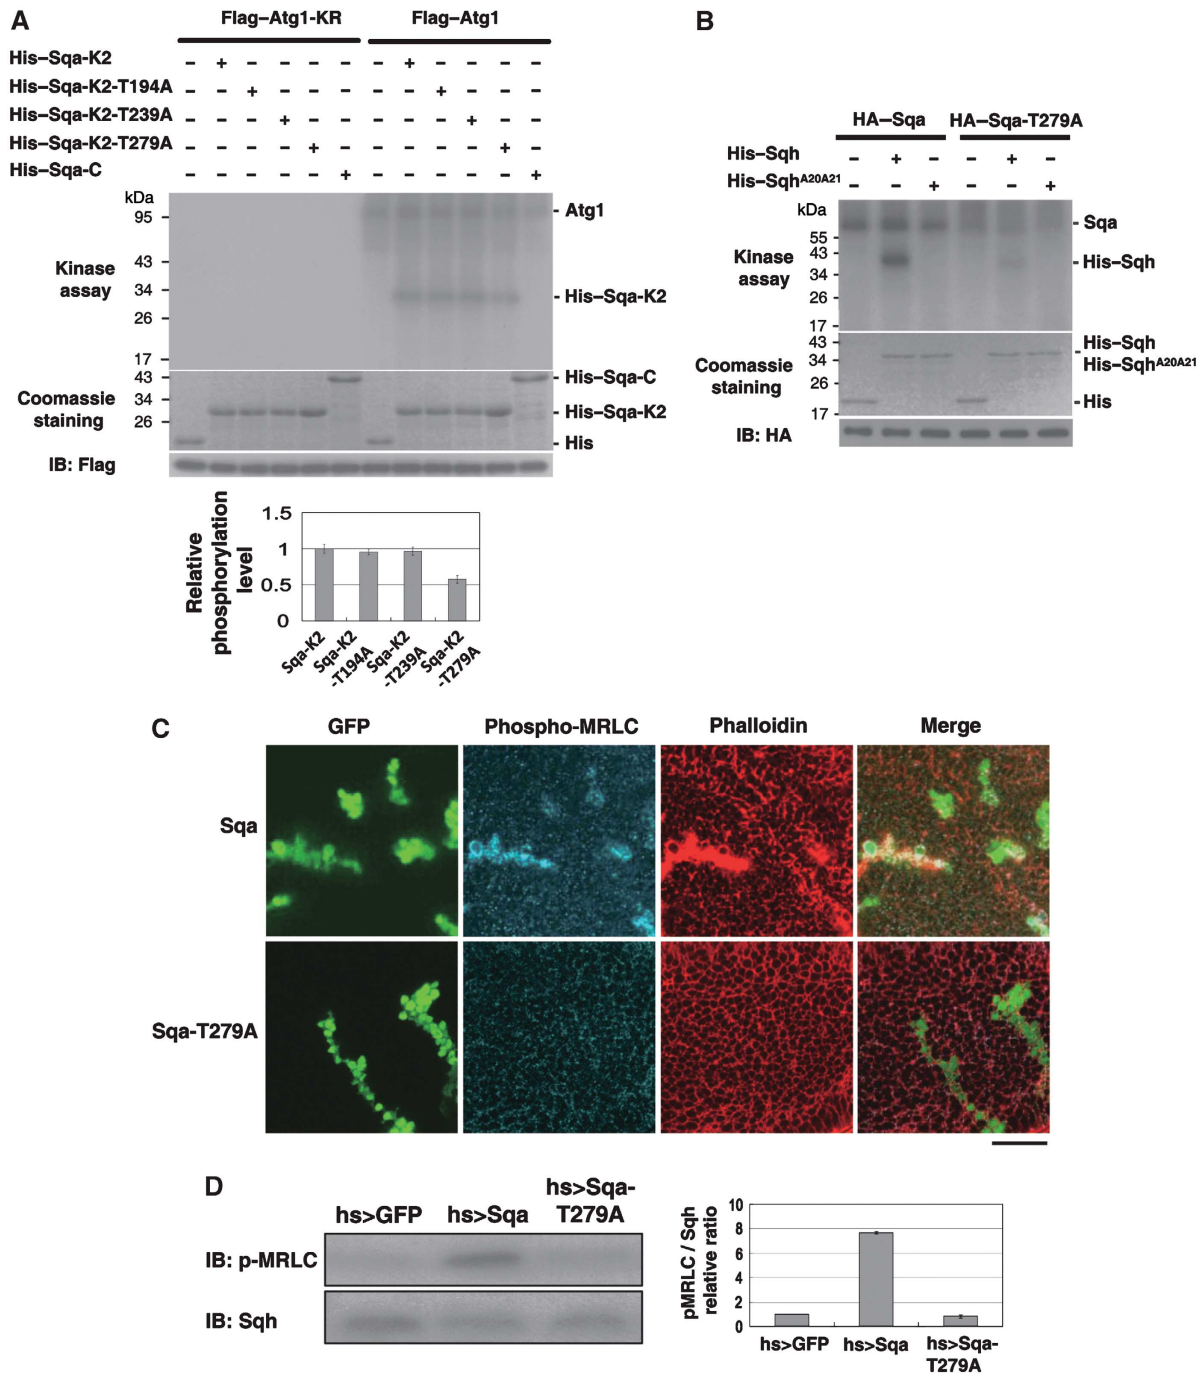 A
Flag–Atg1-KR Flag–Atg1
His–Sqa-K2 – + – – – – – + – – – –
His–Sqa-K2-T194A – – + – – – – – + – – –
His–Sqa-K2-T239A – – – + – – – – – + – –
His–Sqa-K2-T279A – – – – + – – – – – + –
His–Sqa-C – – – – – + – – – – – +
kDa
95
43
34
26
17
Kinase
assay
Atg1
His–Sqa-K2
43
34
26
Coomassie
staining
His–Sqa-C
His–Sqa-K2
His
IB: Flag
Relative
phosphorylation
level
1.5
1
0.5
0
Sqa-K2
Sqa-K2
-T194A
Sqa-K2
-T239A
Sqa-K2
-T279A
B
HA–Sqa HA–Sqa-T279A
His–Sqh – + – – + –
His–SqhA20A21 – – + – – +
kDa
55
43
34
26
17
Kinase
assay
Sqa
His–Sqh
43
34
26
17
Coomassie
staining
His–Sqh
His–SqhA20A21
His
IB: HA
C
GFP Phospho-MRLC Phalloidin Merge
Sqa
Sqa-T279A
D
hs>GFP hs>Sqa hs>Sqa-
T279A
IB: p-MRLC
IB: Sqh
pMRLC / Sqh
relative ratio
10
8
6
4
2
0
hs>GFP hs>Sqa hs>Sqa-
T279A